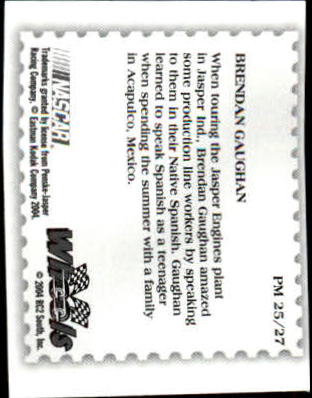 PM 25/27
BRENDAN GAUGHAN
When touring the Jasper Engines plant
in Jasper Ind., Brendan Gaughan amazed
some production line workers by speaking
to them in their Native Spanish. Gaughan
learned to speak Spanish as a teenager
when spending the summer with a family
in Acapulco, Mexico.
NASCAR
Wheels
Trademarks granted by license from Penske-Jasper
Racing Company. © Eastman Kodak Company 2004.
© 2004 RC2 South, Inc.